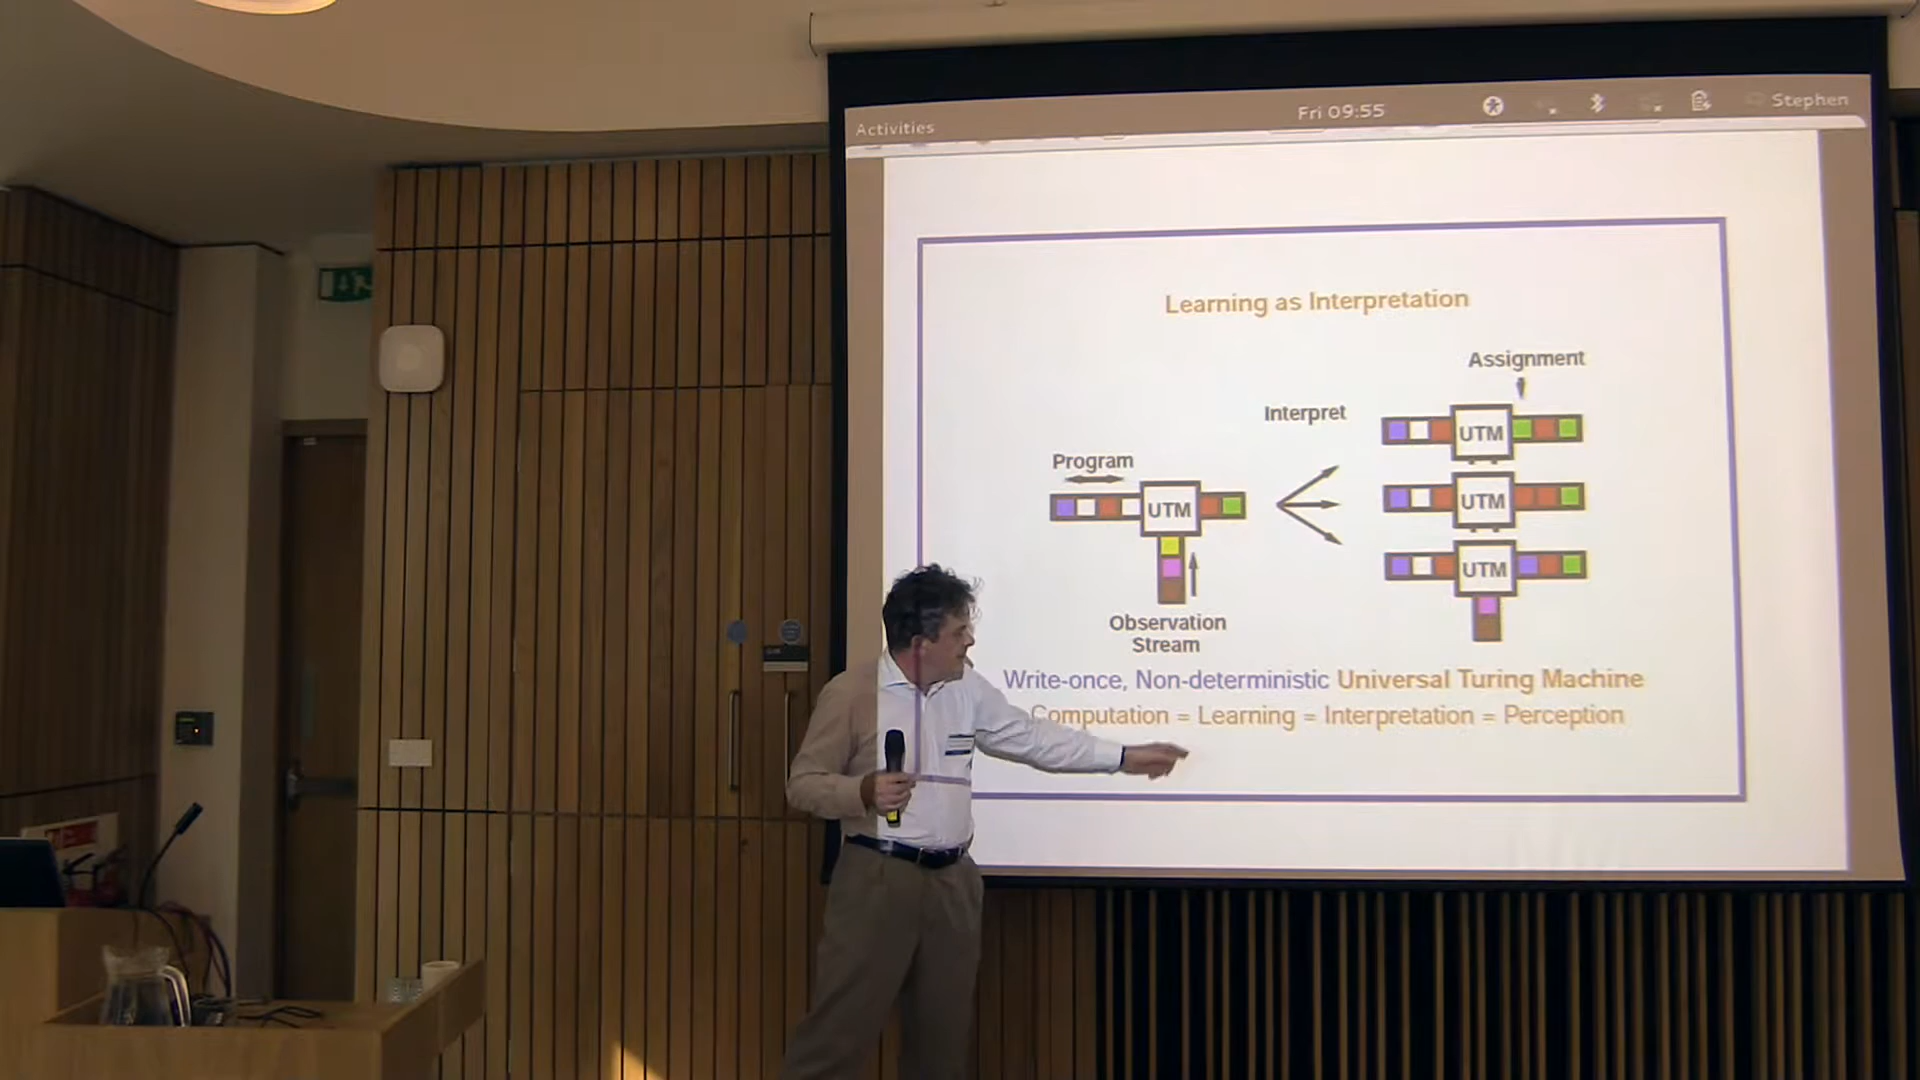 Activities
Fri 09:55
Stephen
Learning as Interpretation
Assignment
Interpret
UTM
Program
UTM
UTM
UTM
Observation
Stream
Write-once, Non-deterministic Universal Turing Machine
Computation = Learning = Interpretation = Perception